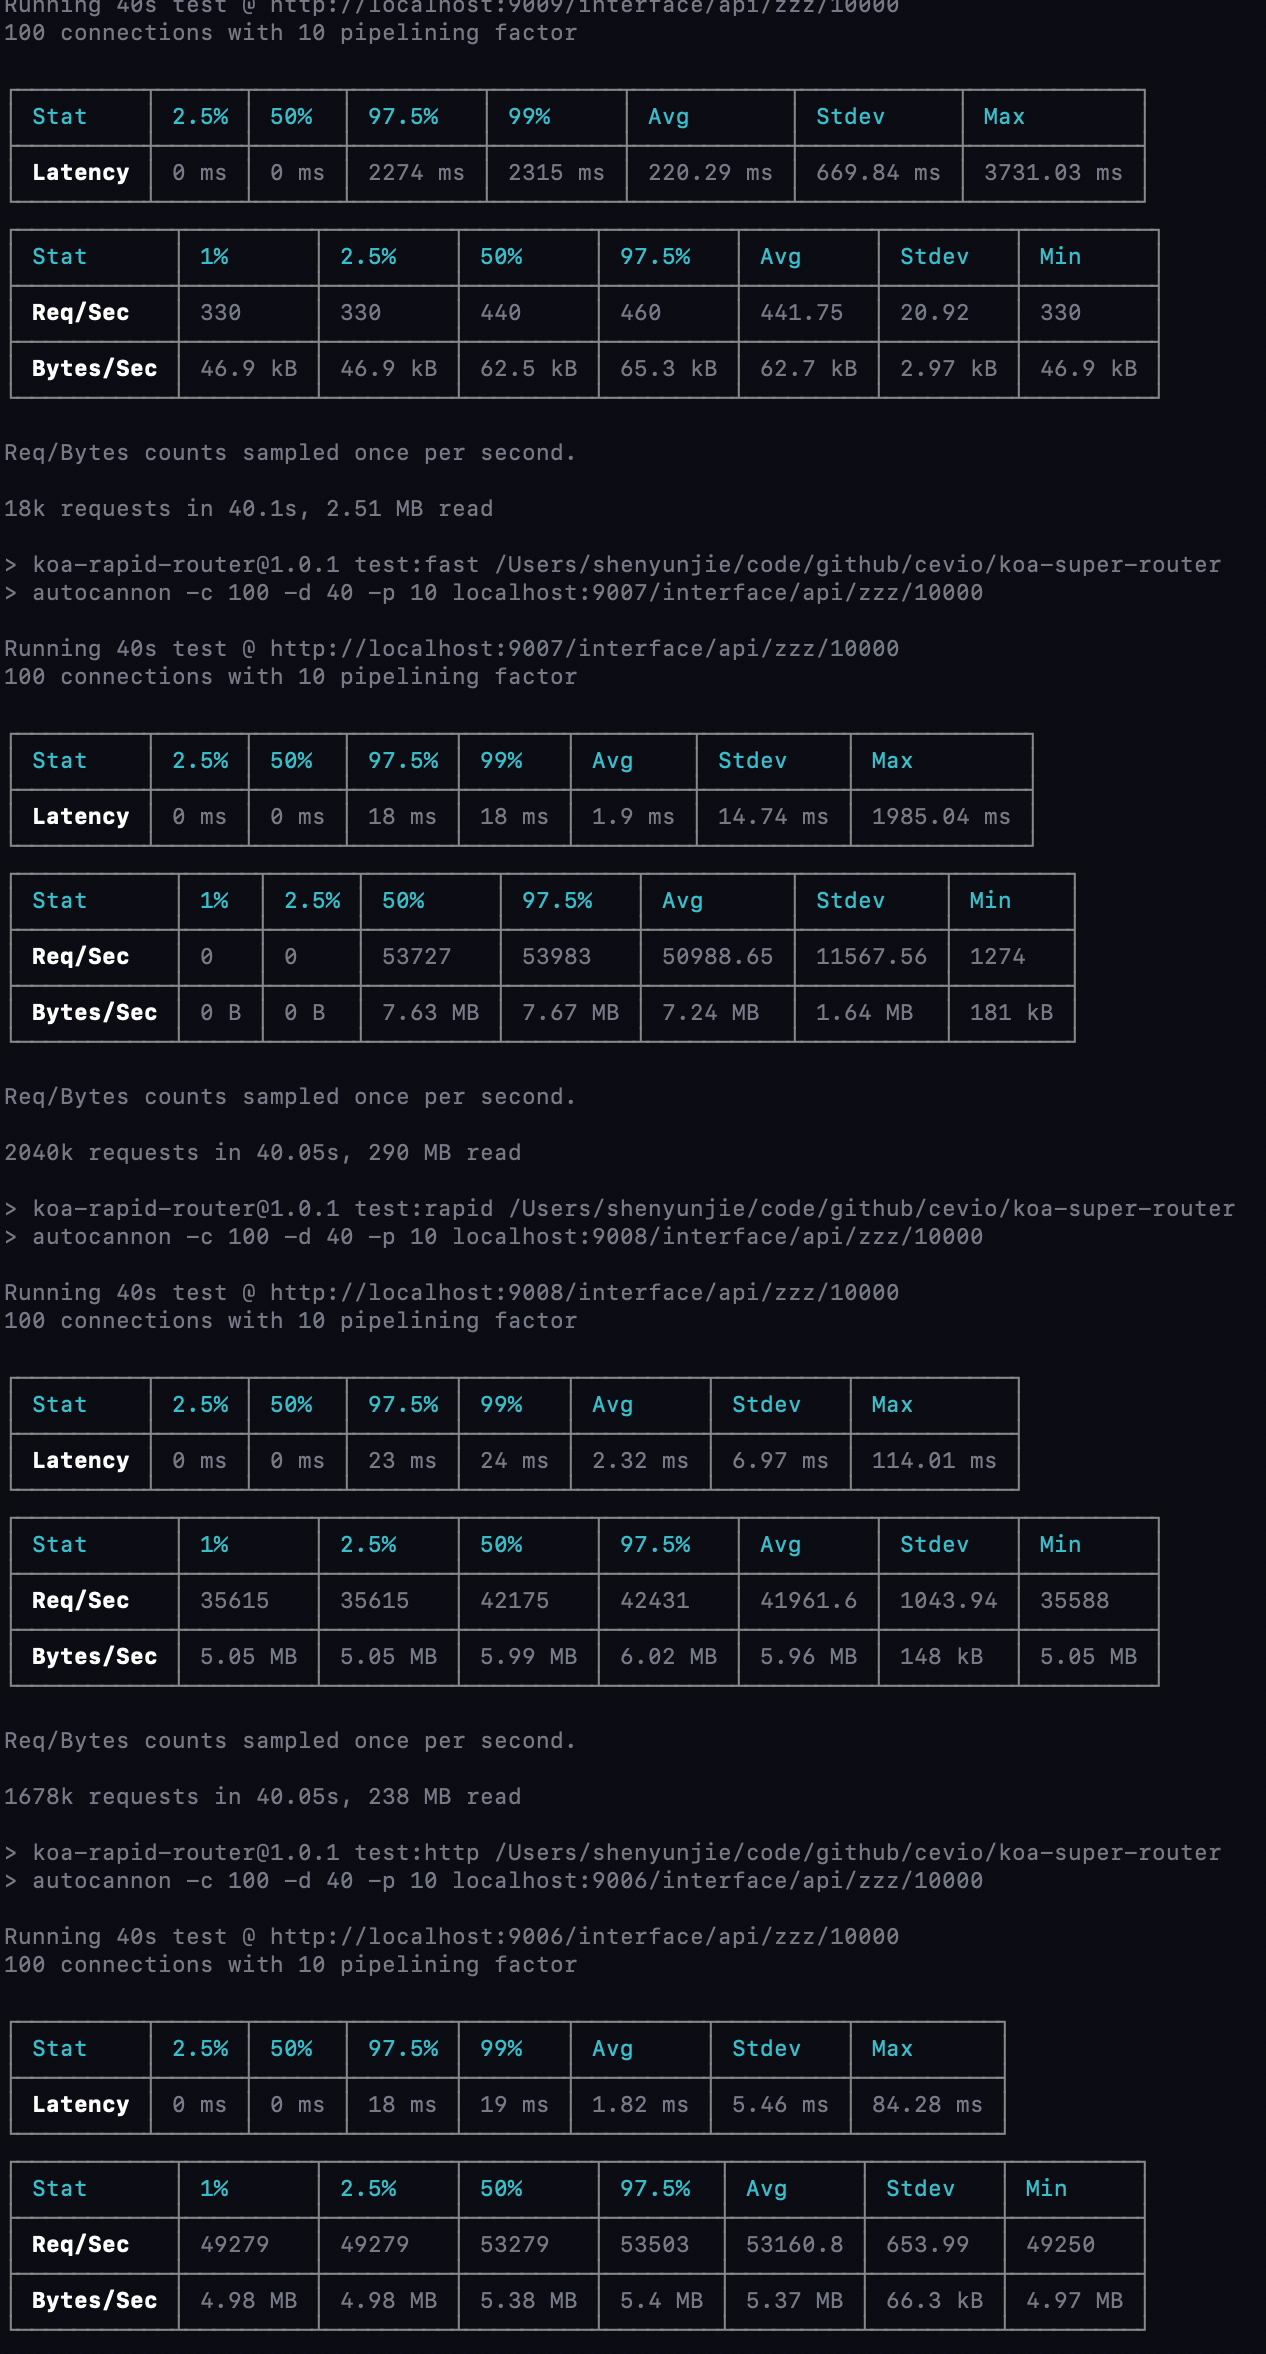 Running 40s test @ http://localhost:9009/interface/api/zzz/10000
100 connections with 10 pipelining factor
Stat 2.5% 50% 97.5% 99% Avg Stdev Max
Latency 0 ms 0 ms 2274 ms 2315 ms 220.29 ms 669.84 ms 3731.03 ms
Stat 1% 2.5% 50% 97.5% Avg Stdev Min
Req/Sec 330 330 440 460 441.75 20.92 330
Bytes/Sec 46.9 kB 46.9 kB 62.5 kB 65.3 kB 62.7 kB 2.97 kB 46.9 kB
Req/Bytes counts sampled once per second.
18k requests in 40.1s, 2.51 MB read
> koa-rapid-router@1.0.1 test:fast /Users/shenyunjie/code/github/cevio/koa-super-router
> autocannon -c 100 -d 40 -p 10 localhost:9007/interface/api/zzz/10000
Running 40s test @ http://localhost:9007/interface/api/zzz/10000
100 connections with 10 pipelining factor
Stat 2.5% 50% 97.5% 99% Avg Stdev Max
Latency 0 ms 0 ms 18 ms 18 ms 1.9 ms 14.74 ms 1985.04 ms
Stat 1% 2.5% 50% 97.5% Avg Stdev Min
Req/Sec 0 0 53727 53983 50988.65 11567.56 1274
Bytes/Sec 0 B 0 B 7.63 MB 7.67 MB 7.24 MB 1.64 MB 181 kB
Req/Bytes counts sampled once per second.
2040k requests in 40.05s, 290 MB read
> koa-rapid-router@1.0.1 test:rapid /Users/shenyunjie/code/github/cevio/koa-super-router
> autocannon -c 100 -d 40 -p 10 localhost:9008/interface/api/zzz/10000
Running 40s test @ http://localhost:9008/interface/api/zzz/10000
100 connections with 10 pipelining factor
Stat 2.5% 50% 97.5% 99% Avg Stdev Max
Latency 0 ms 0 ms 23 ms 24 ms 2.32 ms 6.97 ms 114.01 ms
Stat 1% 2.5% 50% 97.5% Avg Stdev Min
Req/Sec 35615 35615 42175 42431 41961.6 1043.94 35588
Bytes/Sec 5.05 MB 5.05 MB 5.99 MB 6.02 MB 5.96 MB 148 kB 5.05 MB
Req/Bytes counts sampled once per second.
1678k requests in 40.05s, 238 MB read
> koa-rapid-router@1.0.1 test:http /Users/shenyunjie/code/github/cevio/koa-super-router
> autocannon -c 100 -d 40 -p 10 localhost:9006/interface/api/zzz/10000
Running 40s test @ http://localhost:9006/interface/api/zzz/10000
100 connections with 10 pipelining factor
Stat 2.5% 50% 97.5% 99% Avg Stdev Max
Latency 0 ms 0 ms 18 ms 19 ms 1.82 ms 5.46 ms 84.28 ms
Stat 1% 2.5% 50% 97.5% Avg Stdev Min
Req/Sec 49279 49279 53279 53503 53160.8 653.99 49250
Bytes/Sec 4.98 MB 4.98 MB 5.38 MB 5.4 MB 5.37 MB 66.3 kB 4.97 MB